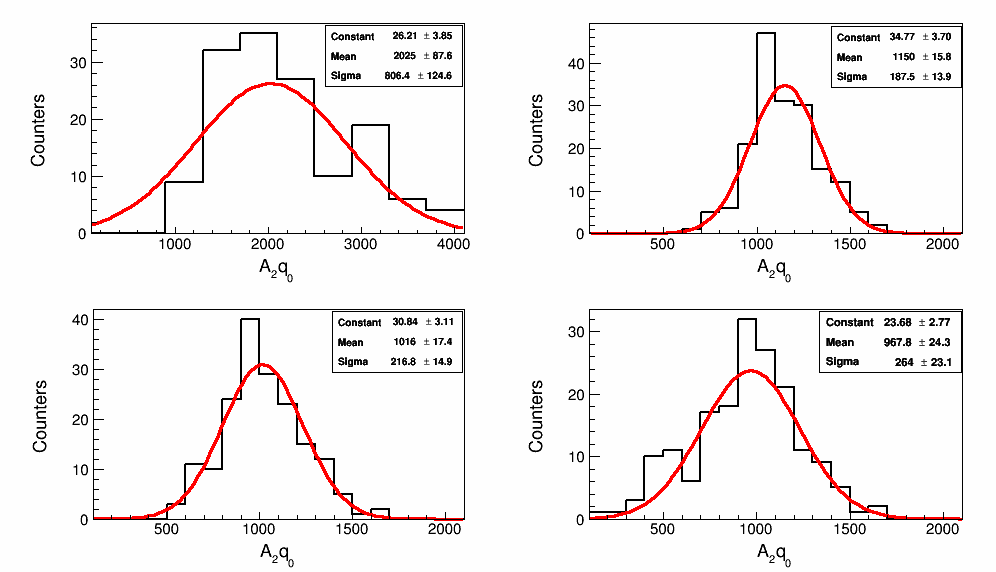 Constant 26.21 ± 3.85
Mean 2025 ± 87.6
Sigma 806.4 ± 124.6
30
20
10
0
Counters
1000 2000 3000 4000
A2q0
Constant 34.77 ± 3.70
Mean 1150 ± 15.8
Sigma 187.5 ± 13.9
40
30
20
10
0
Counters
500 1000 1500 2000
A2q0
Constant 30.84 ± 3.11
Mean 1016 ± 17.4
Sigma 216.8 ± 14.9
40
30
20
10
0
Counters
500 1000 1500 2000
A2q0
Constant 23.68 ± 2.77
Mean 967.8 ± 24.3
Sigma 264 ± 23.1
30
20
10
0
Counters
500 1000 1500 2000
A2q0